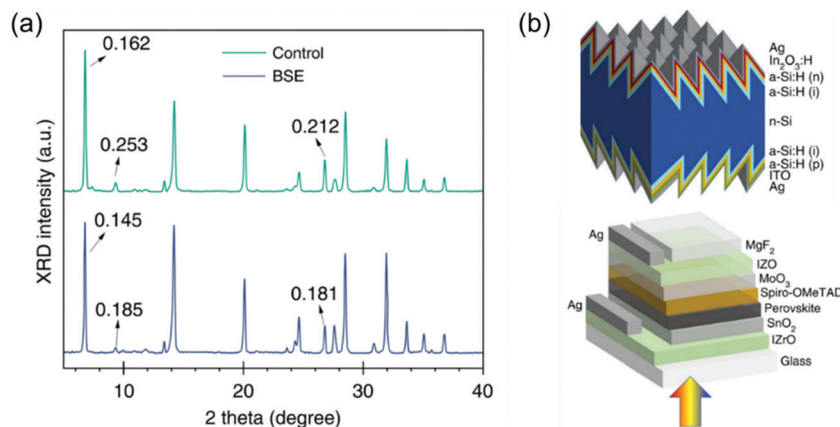 (a)
0.162
Control
BSE
0.253
0.212
0.145
0.185
0.181
XRD intensity (a.u.)
10 20 30 40
2 theta (degree)
(b)
Ag
In₂O₃:H
a-Si:H (n)
a-Si:H (i)
n-Si
a-Si:H (i)
a-Si:H (p)
ITO
Ag
Ag
MgF₂
IZO
MoO₃
Spiro-OMeTAD
Ag
Perovskite
SnO₂
IZrO
Glass